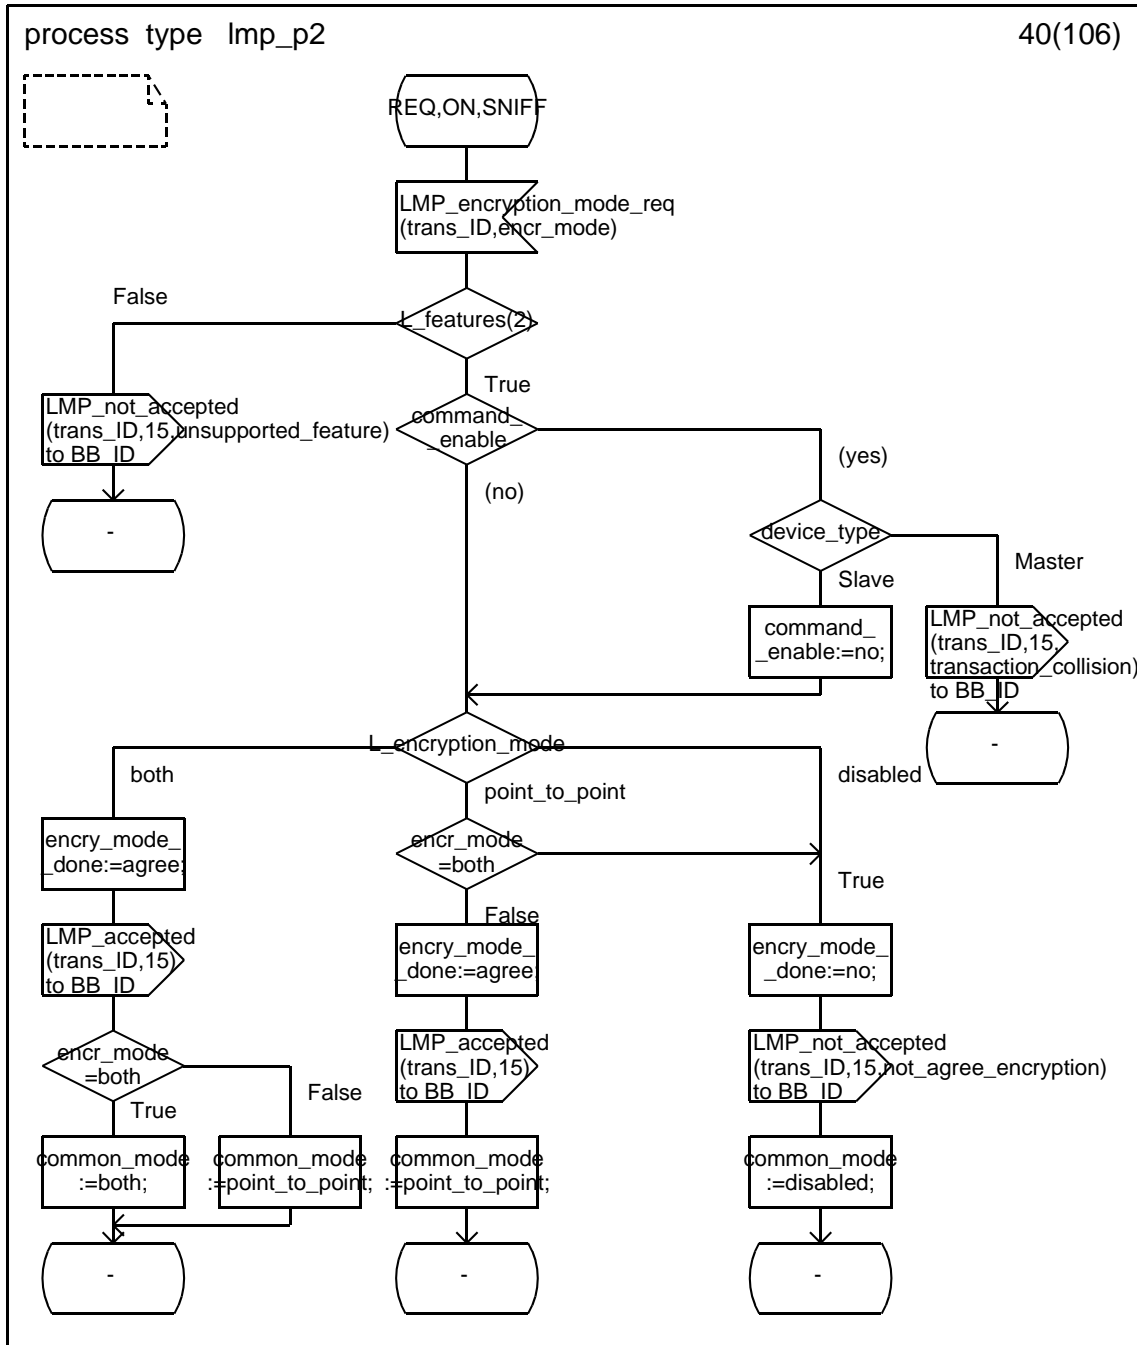 process type lmp_p2
40(106)
REQ,ON,SNIFF
LMP_encryption_mode_req
(trans_ID,encr_mode)
False
L_features(2)
True
LMP_not_accepted
(trans_ID,15,unsupported_feature)
to BB_ID
-
command_
_enable
(yes)
(no)
device_type
Master
Slave
command_
_enable:=no;
LMP_not_accepted
(trans_ID,15,
transaction_collision)
to BB_ID
-
L_encryption_mode
both
point_to_point
disabled
encry_mode_
_done:=agree;
encr_mode
=both
True
False
LMP_accepted
(trans_ID,15)
to BB_ID
encry_mode_
_done:=agree;
encry_mode_
_done:=no;
encr_mode
=both
False
True
LMP_accepted
(trans_ID,15)
to BB_ID
LMP_not_accepted
(trans_ID,15,not_agree_encryption)
to BB_ID
common_mode
:=both;
common_mode
:=point_to_point;
common_mode
:=point_to_point;
common_mode
:=disabled;
-
-
-